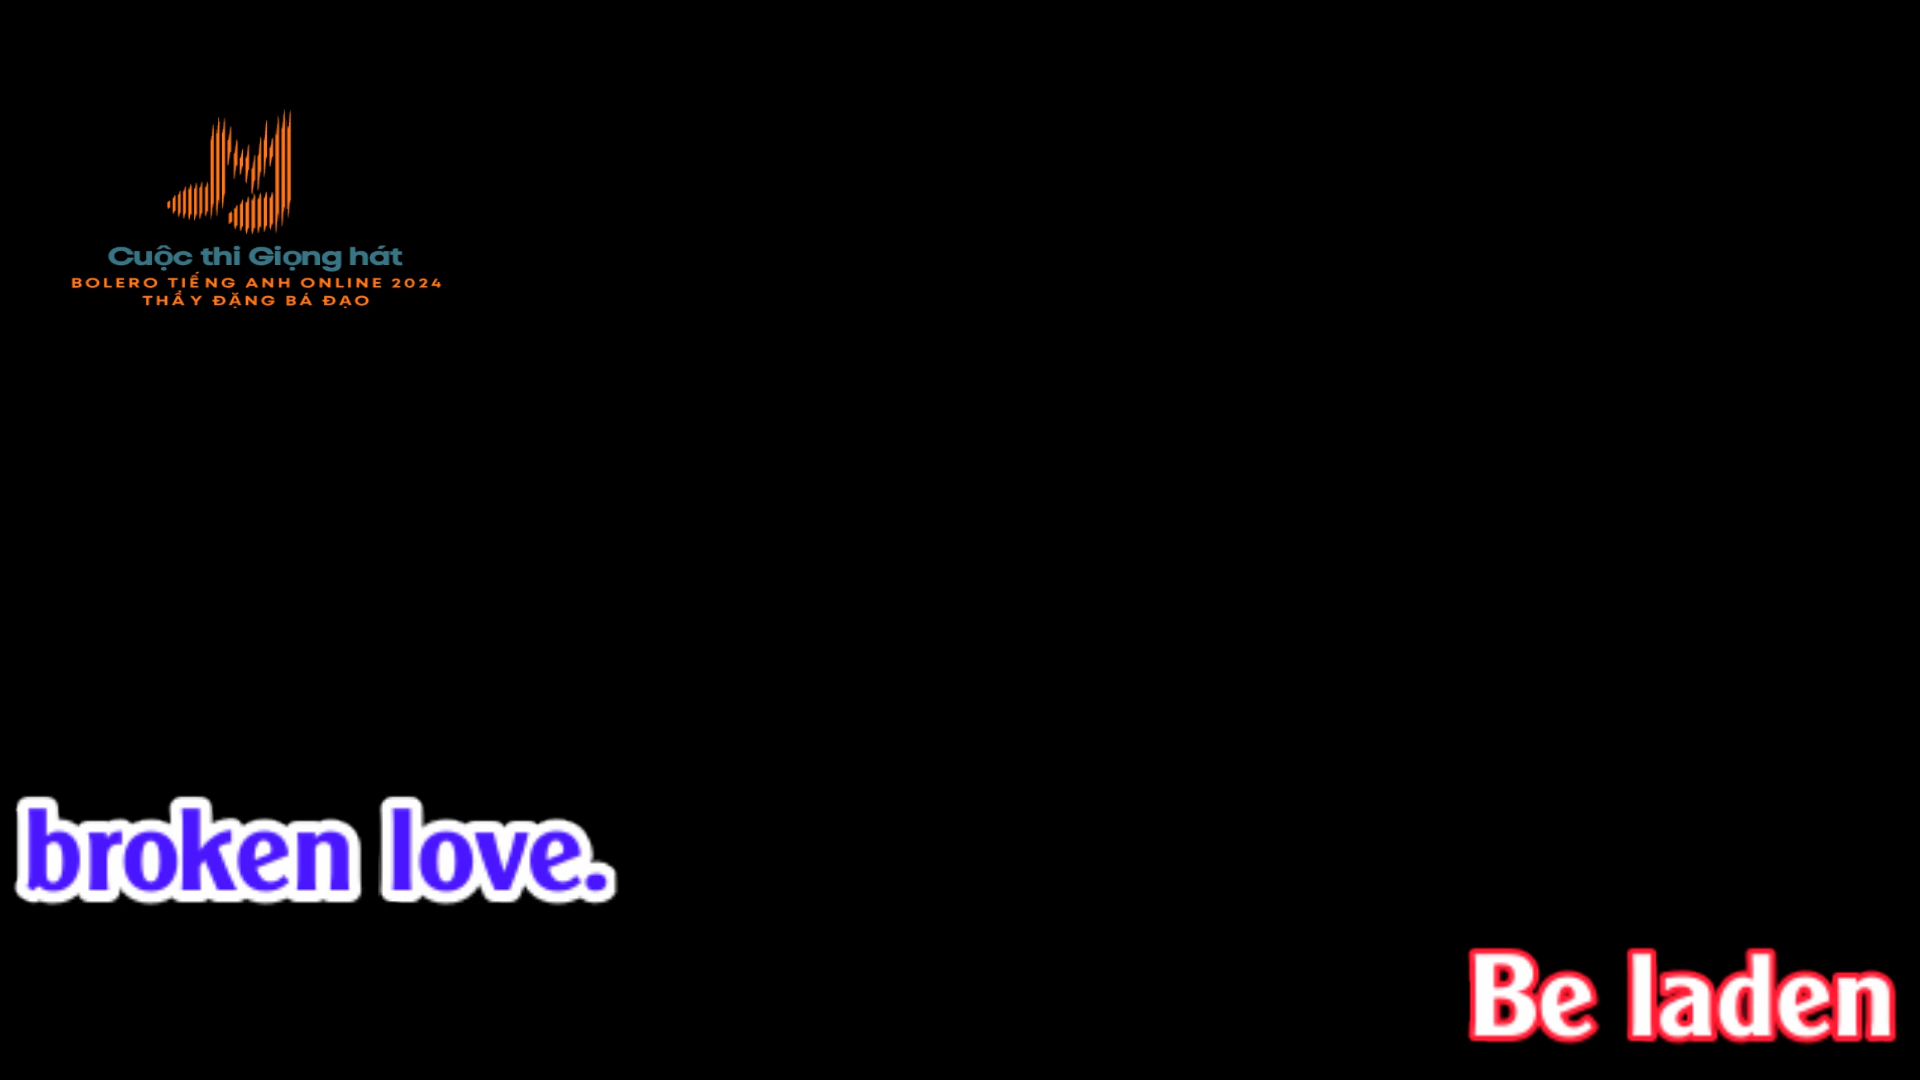 Cuộc thi Giọng hát
BOLERO TIẾNG ANH ONLINE 2024
THẦY ĐẶNG BÁ ĐẠO
broken love.
Be laden